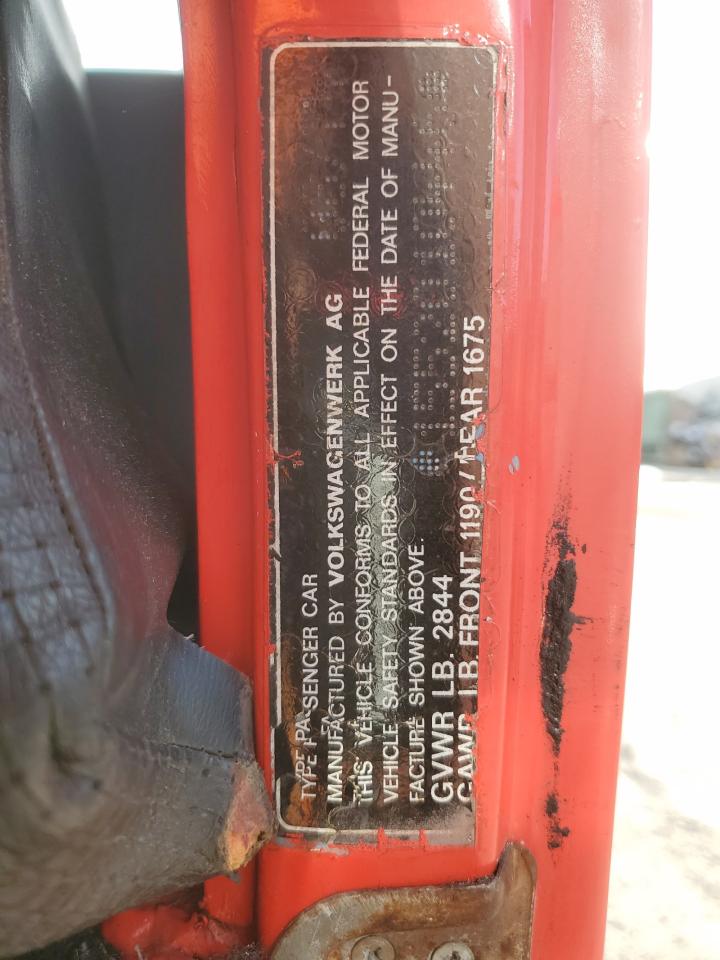 TYPE PASSENGER CAR
MANUFACTURED BY VOLKSWAGENWERK AG
THIS VEHICLE CONFORMS TO ALL APPLICABLE FEDERAL MOTOR
VEHICLE SAFETY STANDARDS IN EFFECT ON THE DATE OF MANU-
FACTURE SHOWN ABOVE.
GVWR LB. 2844
GAWR LB. FRONT 1190 / REAR 1675